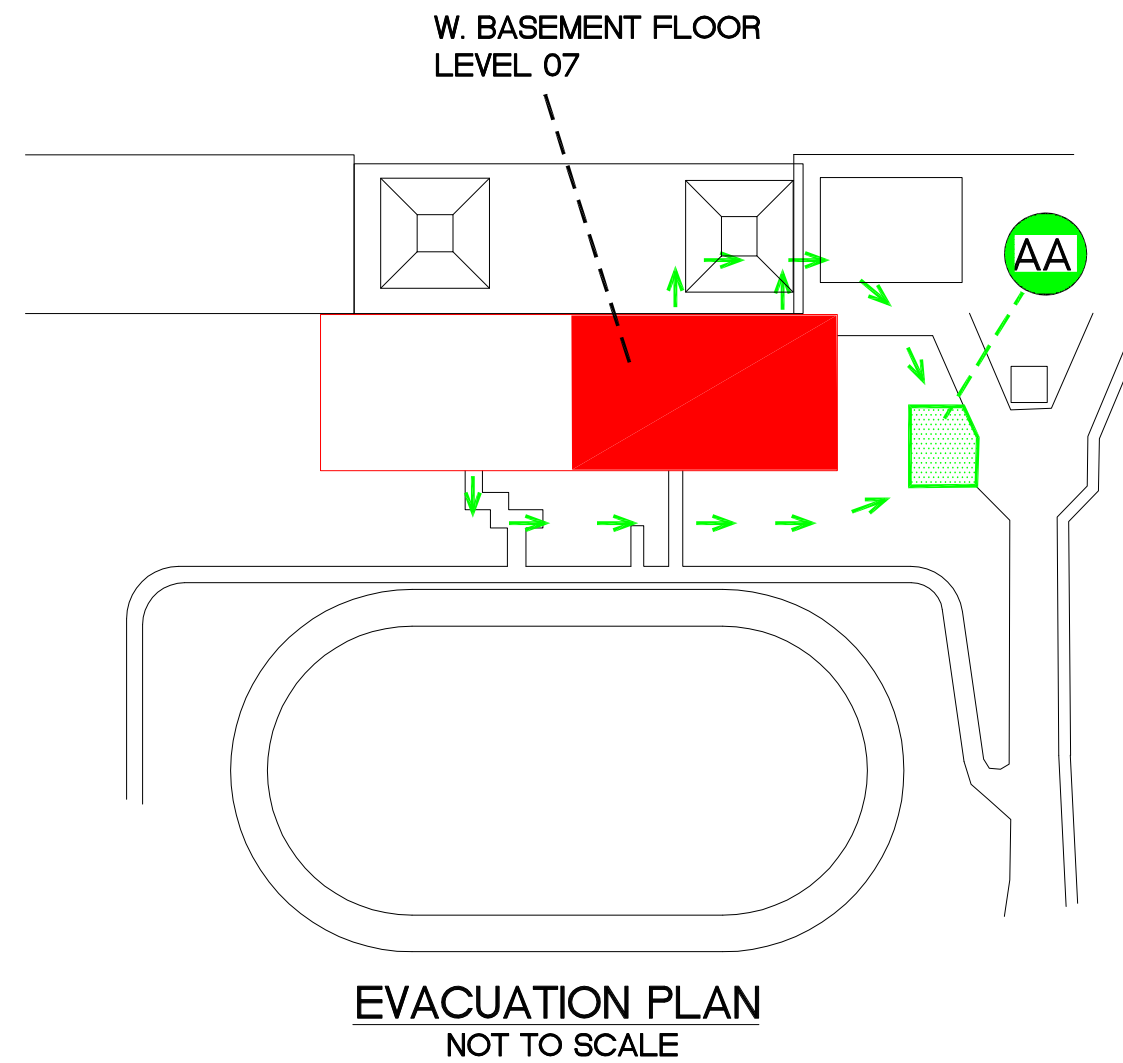 W. BASEMENT FLOOR
LEVEL 07
AA
EVACUATION PLAN
NOT TO SCALE